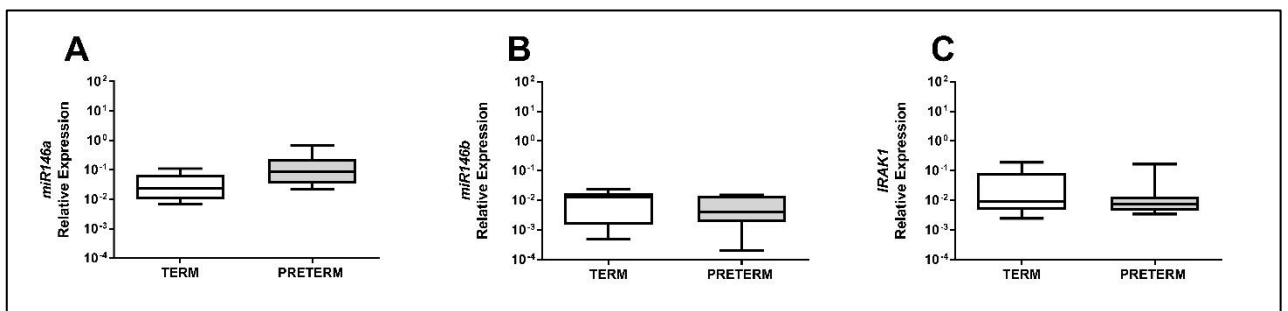 A
miR146a
Relative Expression
10²
10¹
10⁰
10⁻¹
10⁻²
10⁻³
10⁻⁴
TERM
PRETERM
B
miR146b
Relative Expression
10²
10¹
10⁰
10⁻¹
10⁻²
10⁻³
10⁻⁴
TERM
PRETERM
C
IRAK1
Relative Expression
10²
10¹
10⁰
10⁻¹
10⁻²
10⁻³
10⁻⁴
TERM
PRETERM